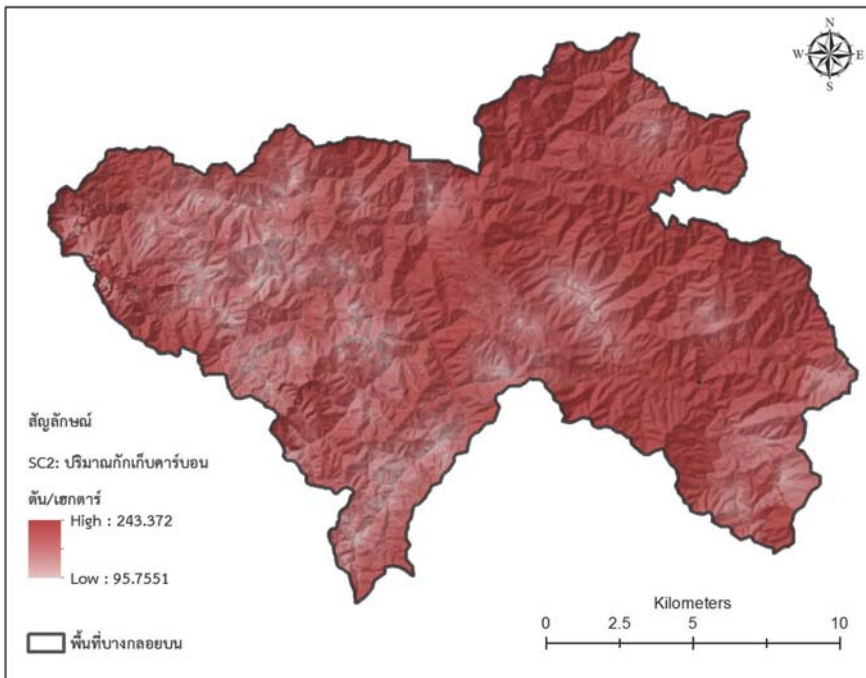 N
W E
S
สัญลักษณ์
SC2: ปริมาณกักเก็บคาร์บอน
ตัน/เฮกตาร์
High : 243.372
Low : 95.7551
พื้นที่บางกลอยบน
Kilometers
0 2.5 5 10